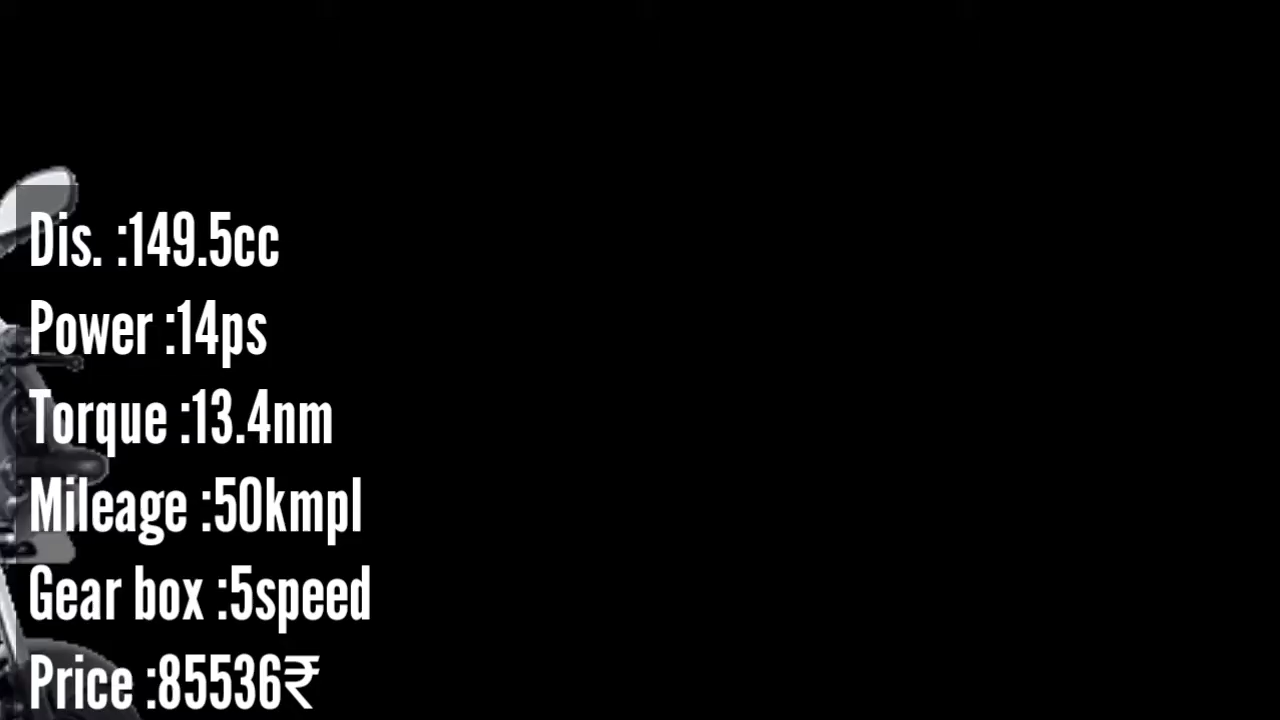 Dis. :149.5cc
Power :14ps
Torque :13.4nm
Mileage :50kmpl
Gear box :5speed
Price :85536₹